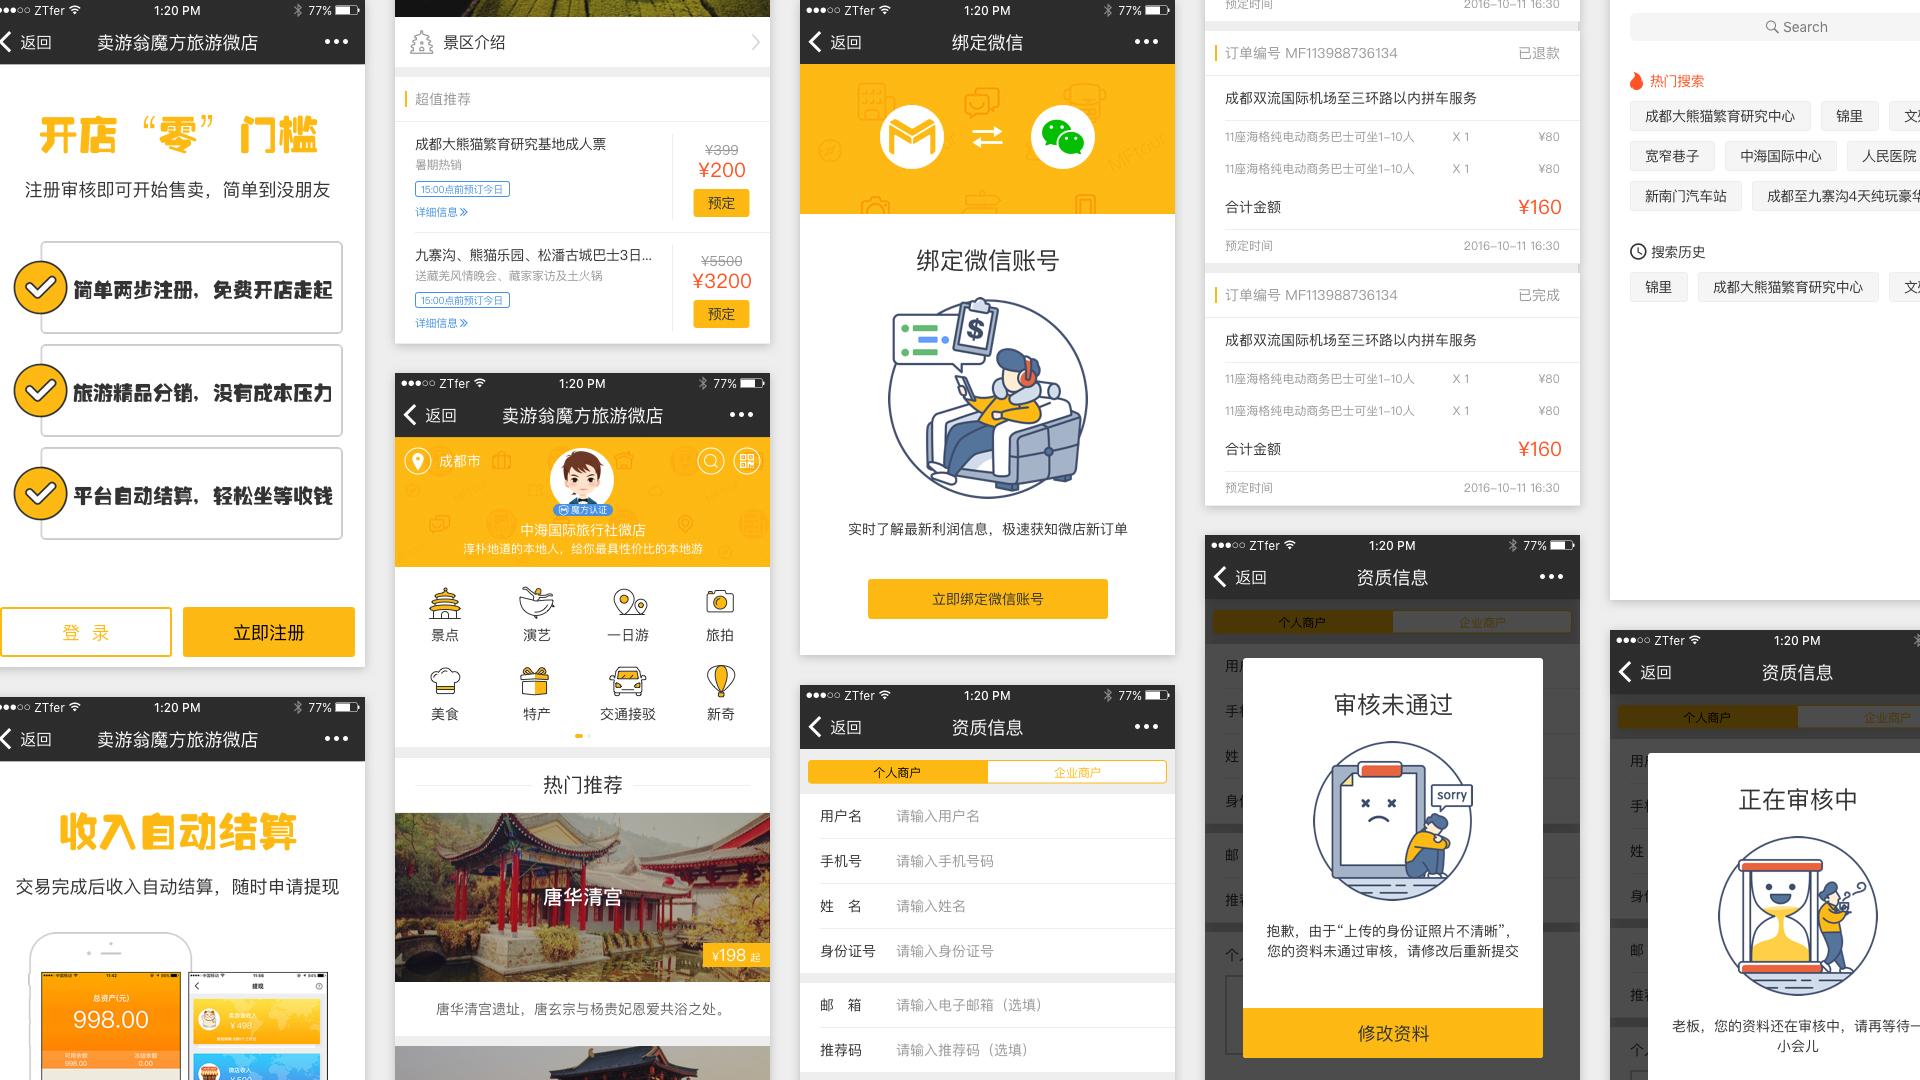 ZTfer 1:20 PM 77%
返回 卖游翁魔方旅游微店
开店“零”门槛
注册审核即可开始售卖，简单到没朋友
简单两步注册，免费开店走起
旅游精品分销，没有成本压力
平台自动结算，轻松坐等收钱
登 录 立即注册
ZTfer 1:20 PM 77%
返回 卖游翁魔方旅游微店
收入自动结算
交易完成后收入自动结算，随时申请提现
总资产(元)
998.00
998.00 0.00
提现
¥498
景区介绍
超值推荐
成都大熊猫繁育研究基地成人票
暑期热销
15:00点前预订今日
详细信息
¥399
¥200
预定
九寨沟、熊猫乐园、松潘古城巴士3日...
送藏羌风情晚会、藏家家访及土火锅
15:00点前预订今日
详细信息
¥5500
¥3200
预定
ZTfer 1:20 PM 77%
返回 卖游翁魔方旅游微店
成都市
魔方认证
中海国际旅行社微店
淳朴地道的本地人，给你最具性价比的本地游
景点 演艺 一日游 旅拍
美食 特产 交通接驳 新奇
热门推荐
唐华清宫
¥198 起
唐华清宫遗址，唐玄宗与杨贵妃恩爱共浴之处。
ZTfer 1:20 PM 77%
返回 绑定微信
MFtour
绑定微信账号
实时了解最新利润信息，极速获知微店新订单
立即绑定微信账号
ZTfer 1:20 PM 77%
返回 资质信息
个人商户 企业商户
用户名 请输入用户名
手机号 请输入手机号码
姓 名 请输入姓名
身份证号 请输入身份证号
邮 箱 请输入电子邮箱（选填）
推荐码 请输入推荐码（选填）
预定时间 2016-10-11 16:30
订单编号 MF113988736134 已退款
成都双流国际机场至三环路以内拼车服务
11座海格纯电动商务巴士可坐1-10人 X 1 ¥80
11座海格纯电动商务巴士可坐1-10人 X 1 ¥80
合计金额 ¥160
预定时间 2016-10-11 16:30
订单编号 MF113988736134 已完成
成都双流国际机场至三环路以内拼车服务
11座海格纯电动商务巴士可坐1-10人 X 1 ¥80
11座海格纯电动商务巴士可坐1-10人 X 1 ¥80
合计金额 ¥160
预定时间 2016-10-11 16:30
ZTfer 1:20 PM 77%
返回 资质信息
个人商户 企业商户
用
手
姓
身
邮
推
个
审核未通过
sorry
抱歉，由于“上传的身份证照片不清晰”，
您的资料未通过审核，请修改后重新提交
修改资料
Search
热门搜索
成都大熊猫繁育研究中心 锦里 文
宽窄巷子 中海国际中心 人民医院
新南门汽车站 成都至九寨沟4天纯玩豪华
搜索历史
锦里 成都大熊猫繁育研究中心 文
ZTfer 1:20 PM
返回 资质信息
个人商户 企业商户
用
手
姓
身
邮
推
个
正在审核中
老板，您的资料还在审核中，请再等待一
小会儿